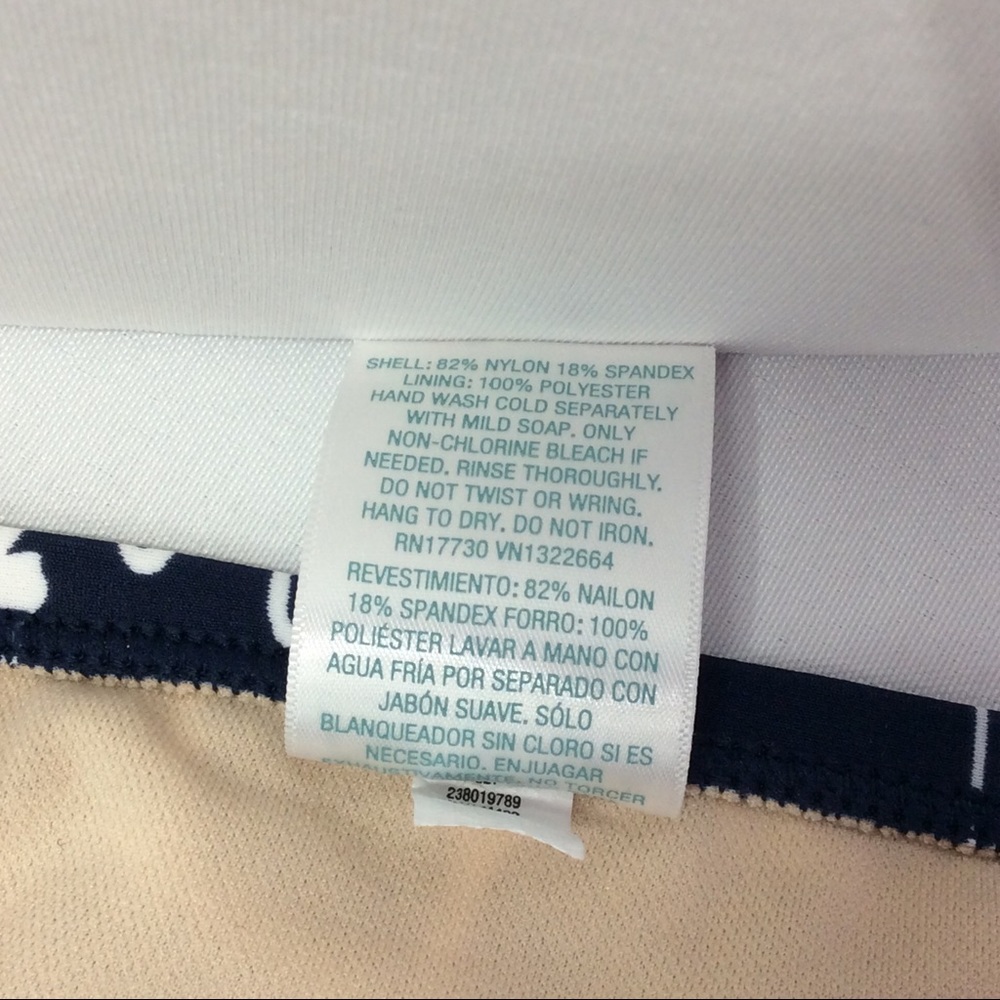 SHELL: 82% NYLON 18% SPANDEX
LINING: 100% POLYESTER
HAND WASH COLD SEPARATELY
WITH MILD SOAP. ONLY
NON-CHLORINE BLEACH IF
NEEDED. RINSE THOROUGHLY.
DO NOT TWIST OR WRING.
HANG TO DRY. DO NOT IRON.
RN17730 VN1322664
REVESTIMIENTO: 82% NAILON
18% SPANDEX FORRO: 100%
POLIÉSTER LAVAR A MANO CON
AGUA FRÍA POR SEPARADO CON
JABÓN SUAVE. SÓLO
BLANQUEADOR SIN CLORO SI ES
NECESARIO. ENJUAGAR
EXHAUSTIVAMENTE, NO TORCER
238019789